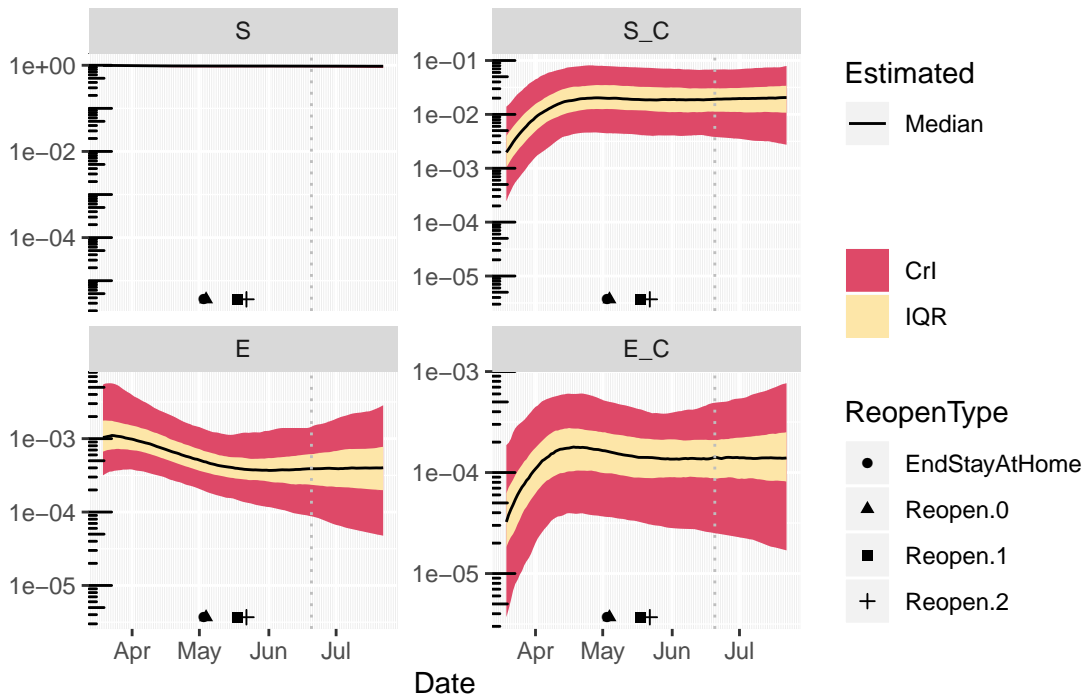 S
S_C
1e+00
1e−02
1e−04
1e−01
1e−02
1e−03
1e−04
1e−05
E
E_C
1e−03
1e−04
1e−05
1e−03
1e−04
1e−05
Apr May Jun Jul
Apr May Jun Jul
Date
Estimated
Median
CrI
IQR
ReopenType
EndStayAtHome
Reopen.0
Reopen.1
Reopen.2